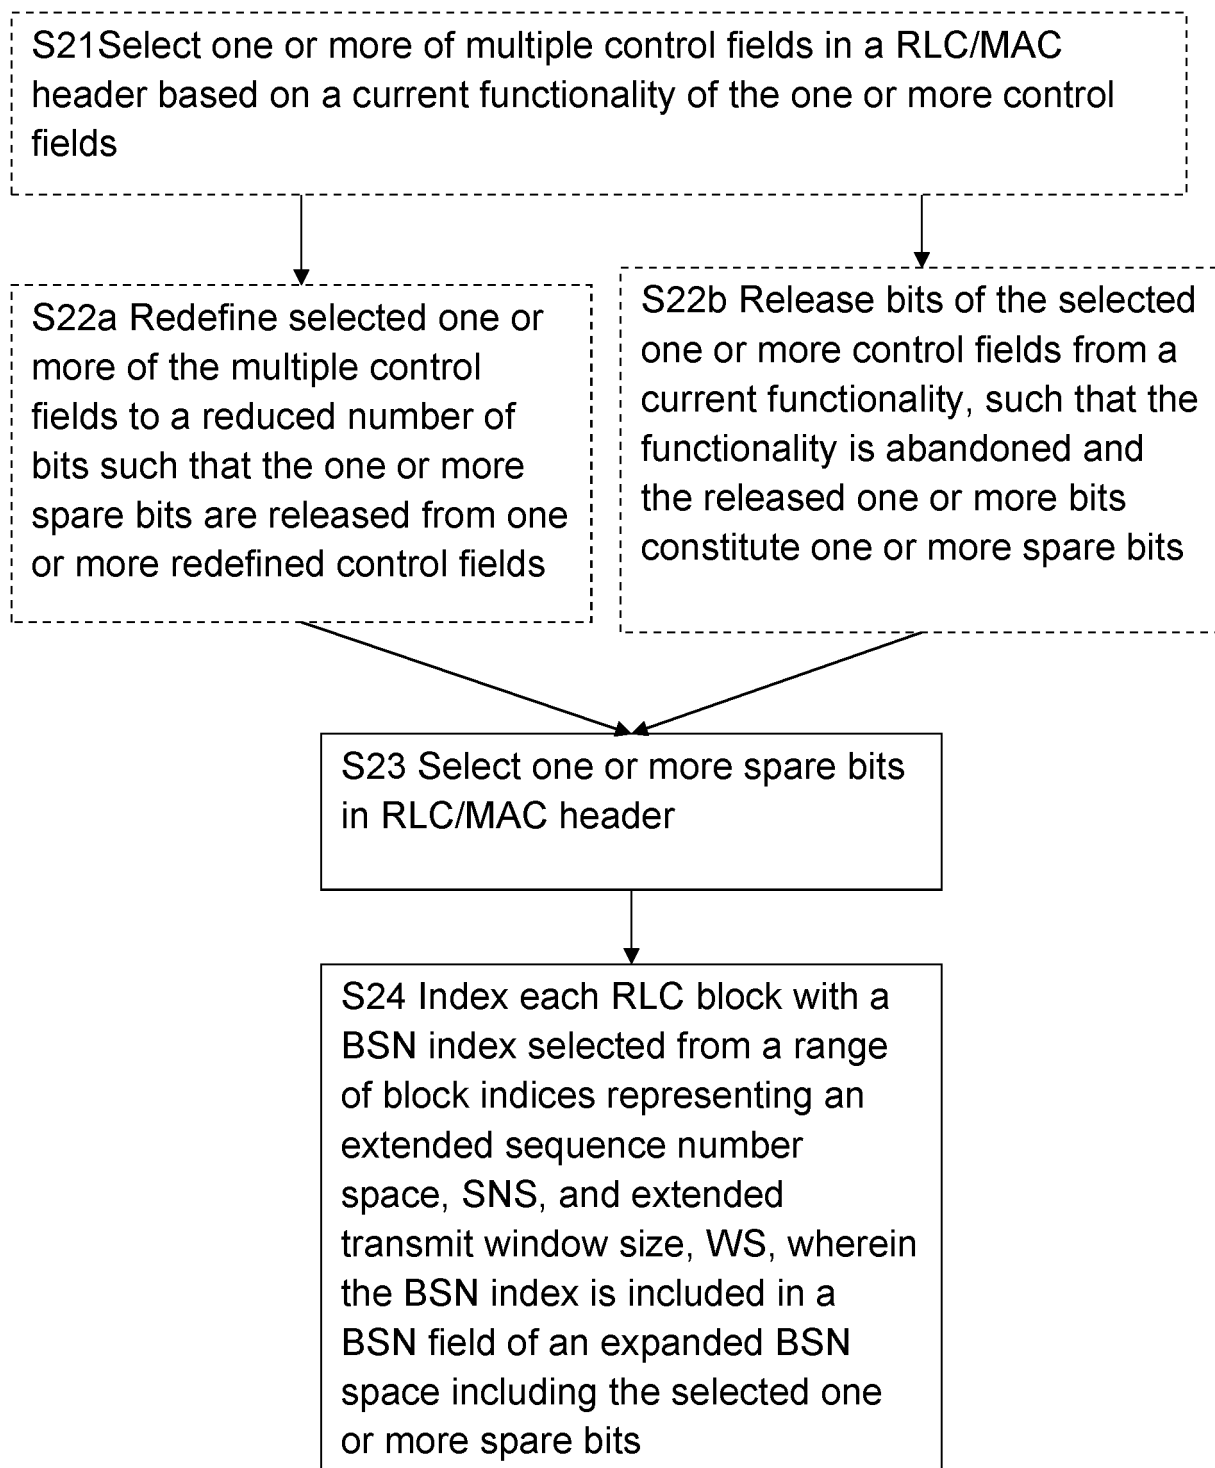 S21Select one or more of multiple control fields in a RLC/MAC
header based on a current functionality of the one or more control
fields
S22a Redefine selected one or
more of the multiple control
fields to a reduced number of
bits such that the one or more
spare bits are released from one
or more redefined control fields
S22b Release bits of the selected
one or more control fields from a
current functionality, such that the
functionality is abandoned and
the released one or more bits
constitute one or more spare bits
S23 Select one or more spare bits
in RLC/MAC header
S24 Index each RLC block with a
BSN index selected from a range
of block indices representing an
extended sequence number
space, SNS, and extended
transmit window size, WS, wherein
the BSN index is included in a
BSN field of an expanded BSN
space including the selected one
or more spare bits